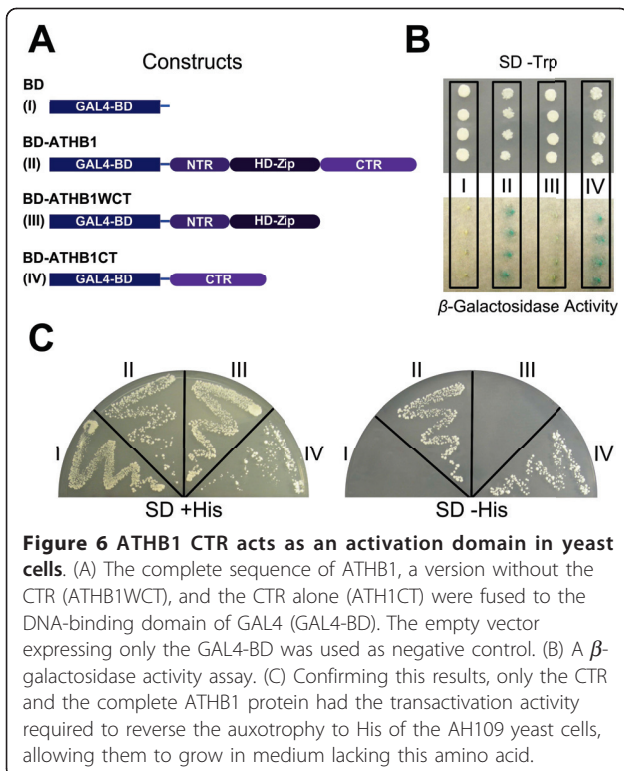 A
Constructs
BD
(I) GAL4-BD
BD-ATHB1
(II) GAL4-BD NTR HD-Zip CTR
BD-ATHB1WCT
(III) GAL4-BD NTR HD-Zip
BD-ATHB1CT
(IV) GAL4-BD CTR
B
SD -Trp
I II III IV
β-Galactosidase Activity
C
I II III IV
SD +His
I II III IV
SD -His
Figure 6 ATHB1 CTR acts as an activation domain in yeast
cells. (A) The complete sequence of ATHB1, a version without the
CTR (ATHB1WCT), and the CTR alone (ATH1CT) were fused to the
DNA-binding domain of GAL4 (GAL4-BD). The empty vector
expressing only the GAL4-BD was used as negative control. (B) A β-
galactosidase activity assay. (C) Confirming this results, only the CTR
and the complete ATHB1 protein had the transactivation activity
required to reverse the auxotrophy to His of the AH109 yeast cells,
allowing them to grow in medium lacking this amino acid.